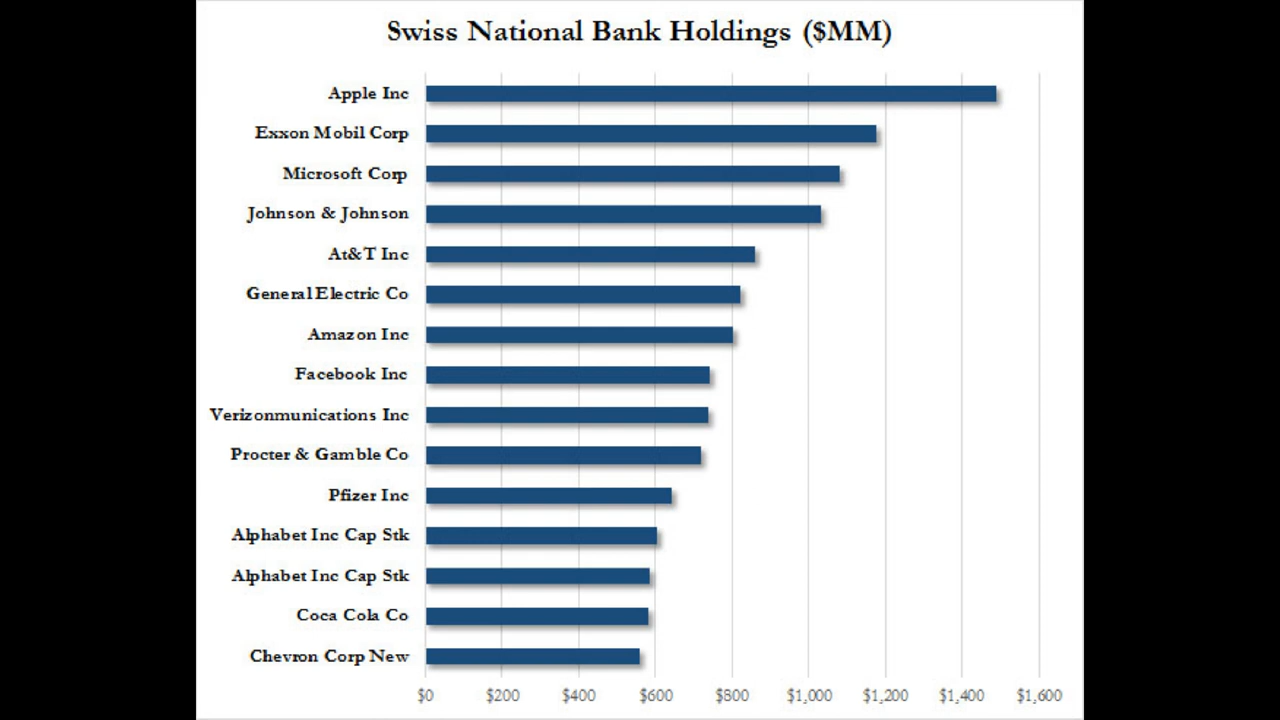 Swiss National Bank Holdings ($MM)
Apple Inc
Exxon Mobil Corp
Microsoft Corp
Johnson & Johnson
At&T Inc
General Electric Co
Amazon Inc
Facebook Inc
Verizonmunications Inc
Procter & Gamble Co
Pfizer Inc
Alphabet Inc Cap Stk
Alphabet Inc Cap Stk
Coca Cola Co
Chevron Corp New
$0 $200 $400 $600 $800 $1,000 $1,200 $1,400 $1,600